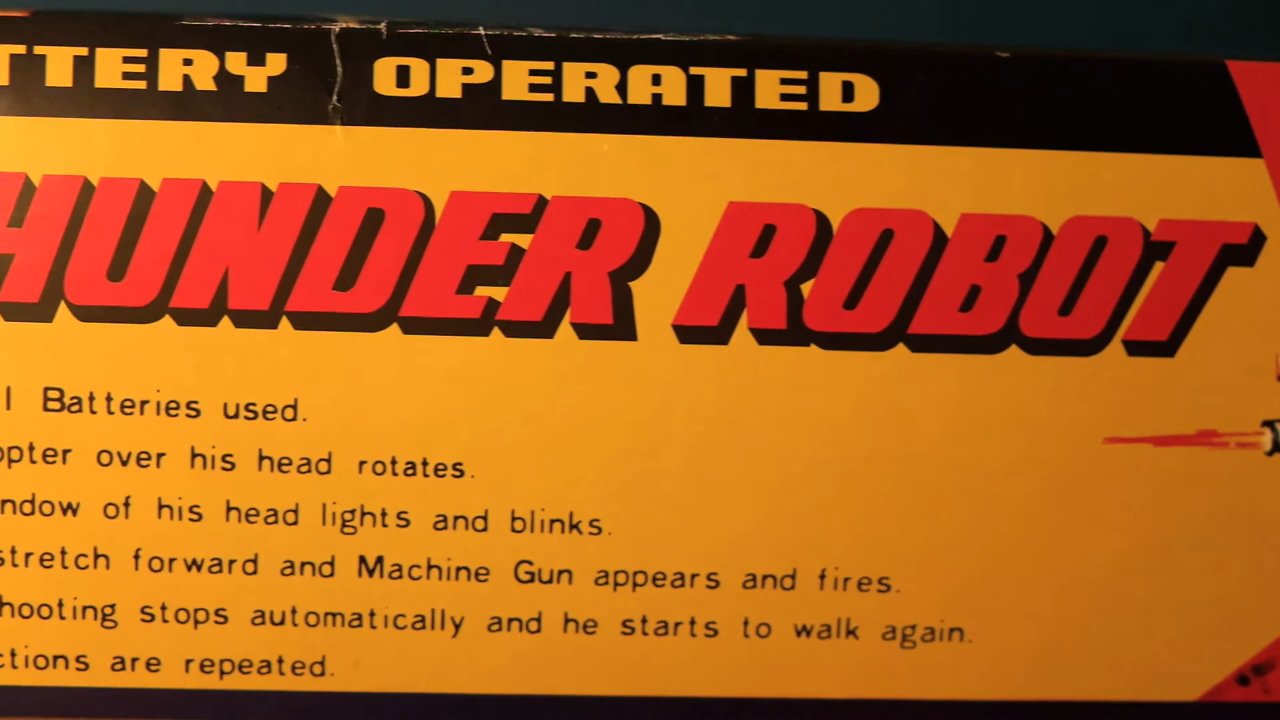 TTERY OPERATED
HUNDER ROBOT
l Batteries used.
opter over his head rotates.
ndow of his head lights and blinks.
stretch forward and Machine Gun appears and fires.
hooting stops automatically and he starts to walk again.
ctions are repeated.